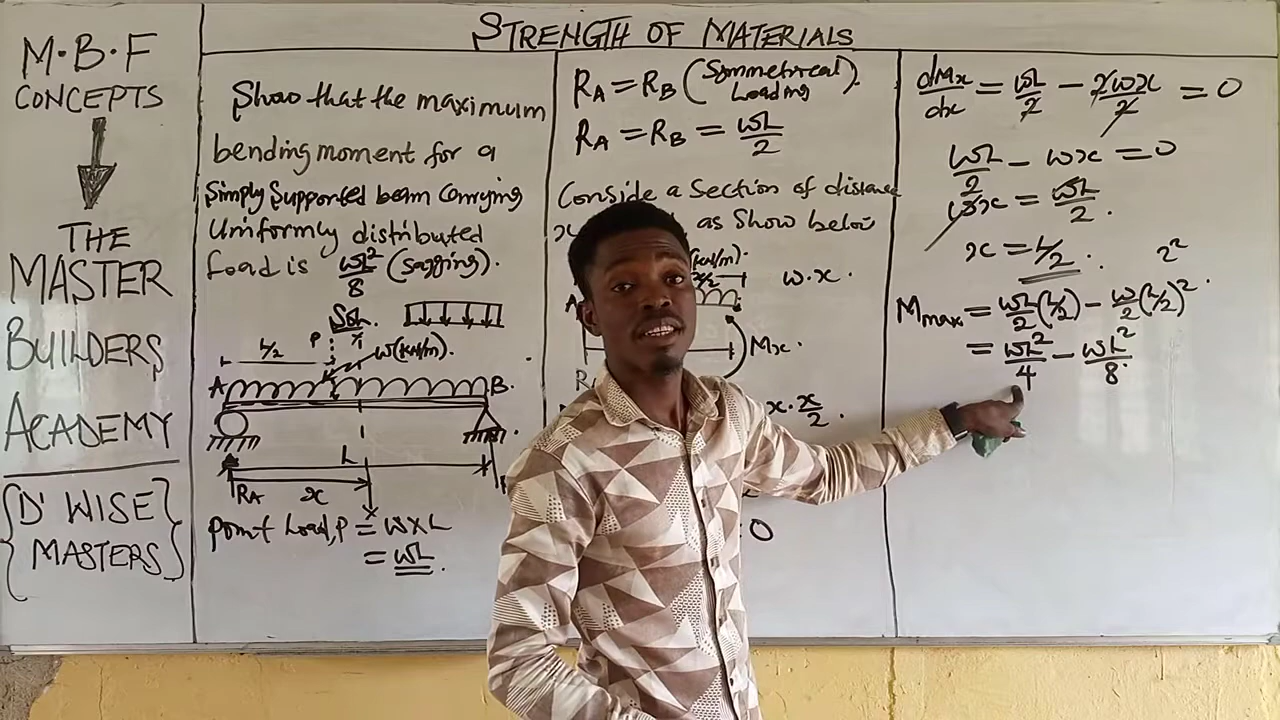 STRENGTH OF MATERIALS
M.B.F
CONCEPTS
THE
MASTER
BUILDERS
ACADEMY
{D' WISE
MASTERS}
Show that the maximum
bending moment for a
Simply Supported beam Carrying
Uniformly distributed
Load is wL²/8 (Sagging).
L/2
P
w(kN/m).
A
B.
L
RA
x
Point Load, P = w×L
= wL.
RA = RB (Symmetrical
Loading).
RA = RB = wL/2
Conside a Section of distance
x as Show below
(kN/m)
x/2
w.x.
A
Mx.
x.x/2.
0
dMx/dx = wL/2 - 2wx/2 = 0
wL/2 - wx = 0
wx = wL/2.
x = L/2.
2²
Mmax = wL/2(L/2) - w/2(L/2)².
= wL²/4 - wL²/8.